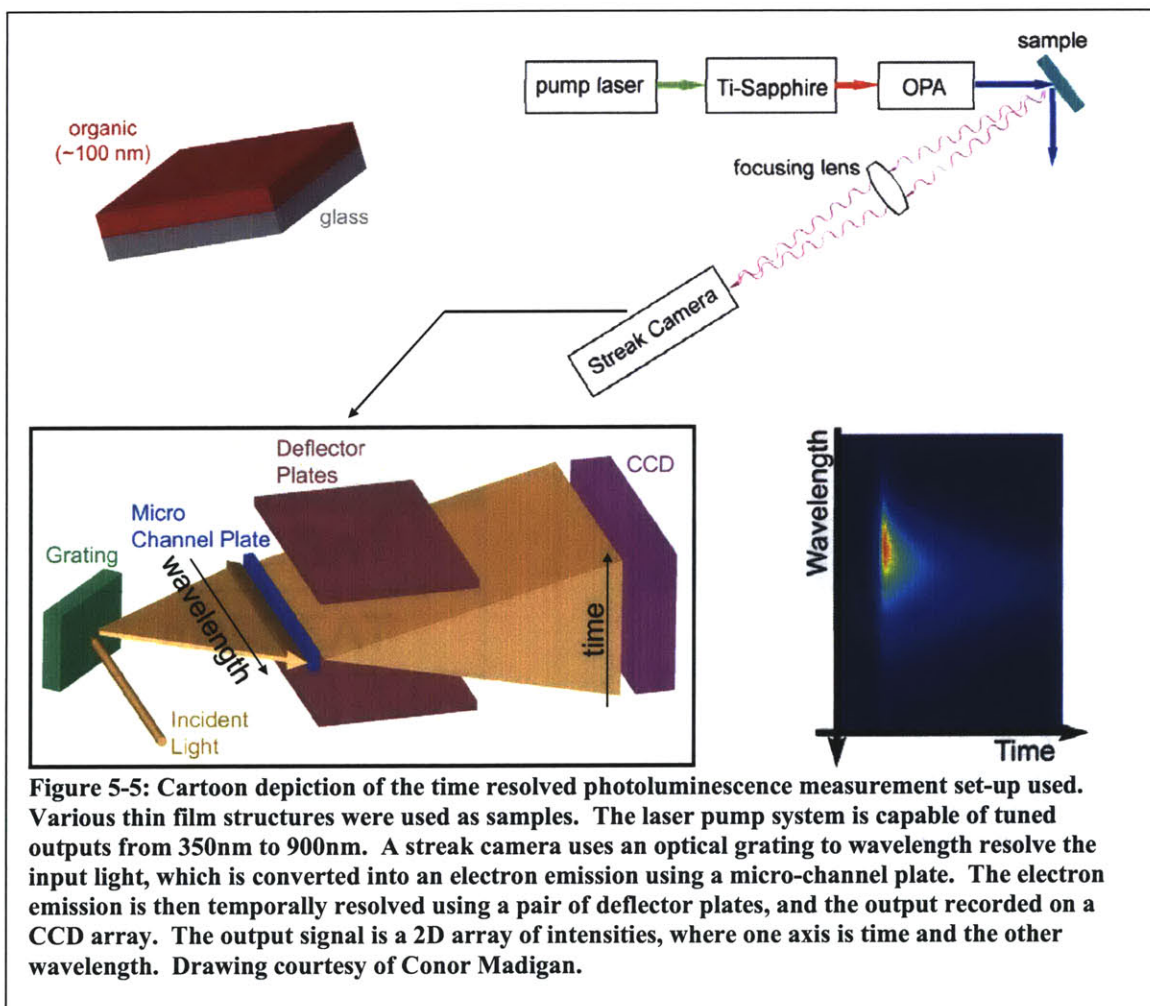 sample
pump laser
Ti-Sapphire
OPA
organic
(~100 nm)
glass
focusing lens
Streak Camera
Deflector
Plates
CCD
Micro
Channel Plate
Grating
wavelength
time
Incident
Light
Wavelength
Time
Figure 5-5: Cartoon depiction of the time resolved photoluminescence measurement set-up used.
Various thin film structures were used as samples. The laser pump system is capable of tuned
outputs from 350nm to 900nm. A streak camera uses an optical grating to wavelength resolve the
input light, which is converted into an electron emission using a micro-channel plate. The electron
emission is then temporally resolved using a pair of deflector plates, and the output recorded on a
CCD array. The output signal is a 2D array of intensities, where one axis is time and the other
wavelength. Drawing courtesy of Conor Madigan.